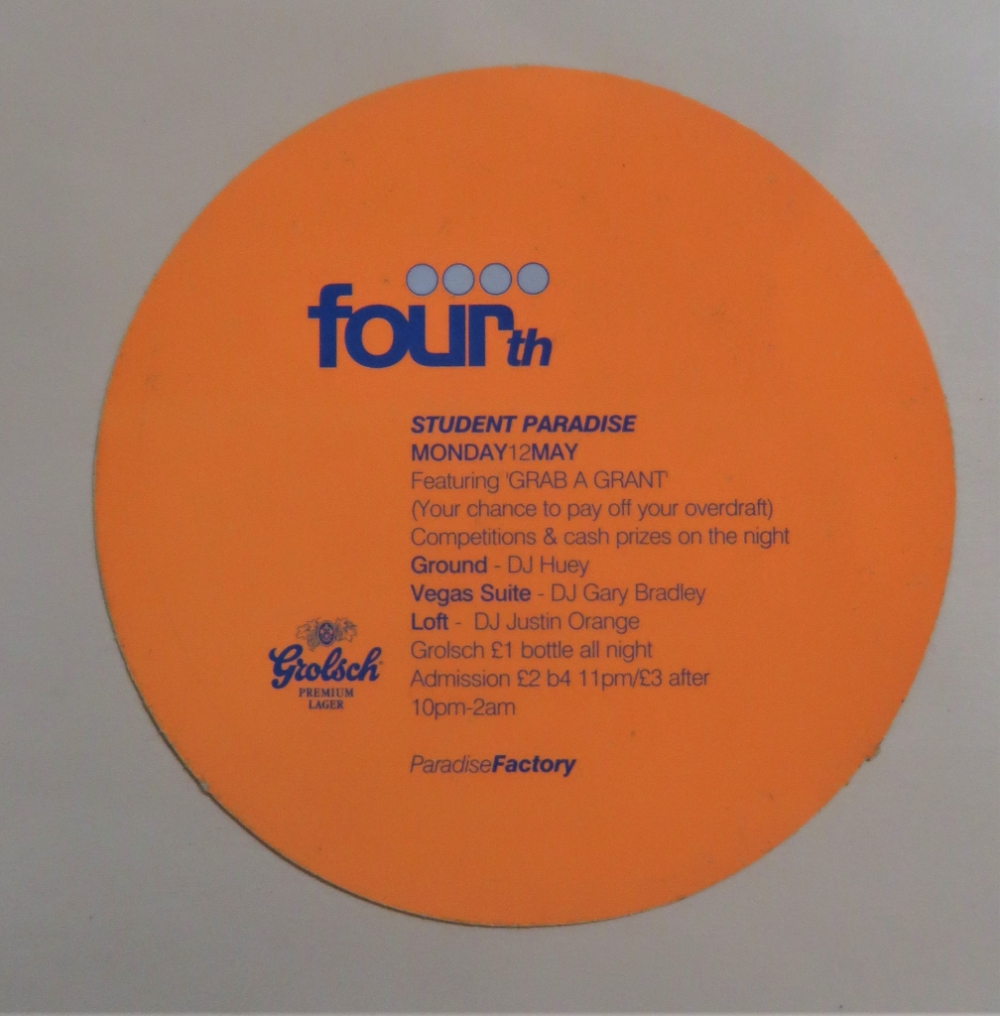 fourth
STUDENT PARADISE
MONDAY12MAY
Featuring 'GRAB A GRANT'
(Your chance to pay off your overdraft)
Competitions & cash prizes on the night
Ground - DJ Huey
Vegas Suite - DJ Gary Bradley
Loft - DJ Justin Orange
Grolsch £1 bottle all night
Admission £2 b4 11pm/£3 after
10pm-2am
Grolsch
PREMIUM
LAGER
ParadiseFactory